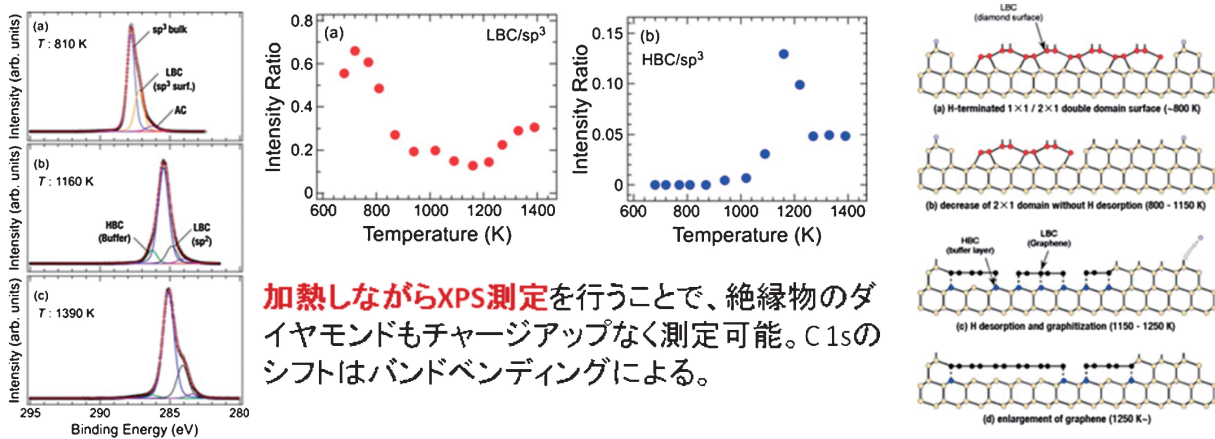 (a)
T : 810 K
sp³ bulk
LBC
(sp³ surf.)
AC
Intensity (arb. units)
(b)
T : 1160 K
HBC
(Buffer)
LBC
(sp²)
Intensity (arb. units)
(c)
T : 1390 K
Intensity (arb. units)
295
290
285
280
Binding Energy (eV)
(a)
LBC/sp³
Intensity Ratio
0.8
0.6
0.4
0.2
0
600
800
1000
1200
1400
Temperature (K)
(b)
HBC/sp³
Intensity Ratio
0.15
0.10
0.05
0
600
800
1000
1200
1400
Temperature (K)
加熱しながらXPS測定を行うことで、絶縁物のダ
イヤモンドもチャージアップなく測定可能。C 1sの
シフトはバンドベンディングによる。
LBC
(diamond surface)
(a) H-terminated 1×1 / 2×1 double domain surface (~800 K)
(b) decrease of 2×1 domain without H desorption (800 - 1150 K)
HBC
(buffer layer)
LBC
(Graphene)
(c) H desorption and graphitization (1150 - 1250 K)
(d) enlargement of graphene (1250 K~)